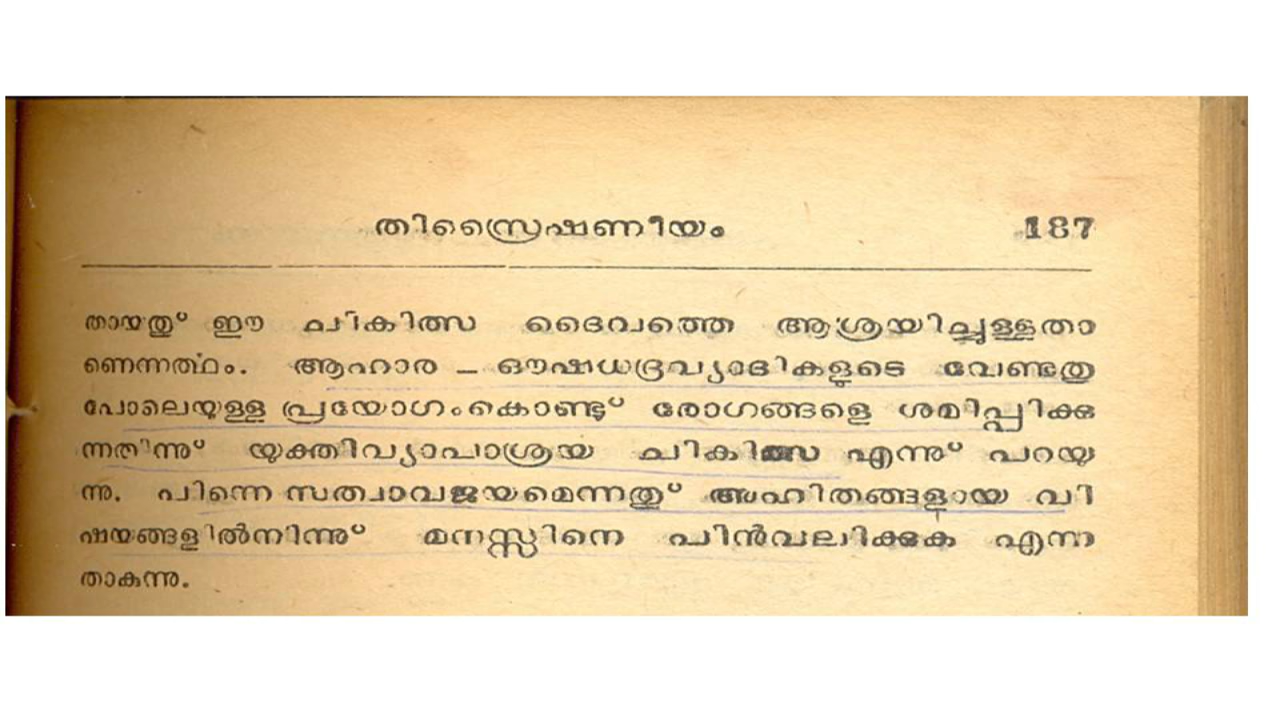 തിസ്രൈഷണീയം 187
തായതു് ഈ ചികിത്സ ദൈവത്തെ ആശ്രയിച്ചുള്ളതാ
ണെന്നർത്ഥം. ആഹാര – ഔഷധദ്രവ്യാദികളുടെ വേണ്ടതു
പോലെയുള്ള പ്രയോഗംകൊണ്ടു് രോഗങ്ങളെ ശമിപ്പിക്കു
ന്നതിന്നു് യുക്തിവ്യാപാശ്രയ ചികിത്സ എന്നു് പറയു
ന്നു. പിന്നെ സത്വാവജയമെന്നതു് അഹിതങ്ങളായ വി
ഷയങ്ങളിൽനിന്നു് മനസ്സിനെ പിൻവലിക്കുക എന്ന
താകുന്നു.